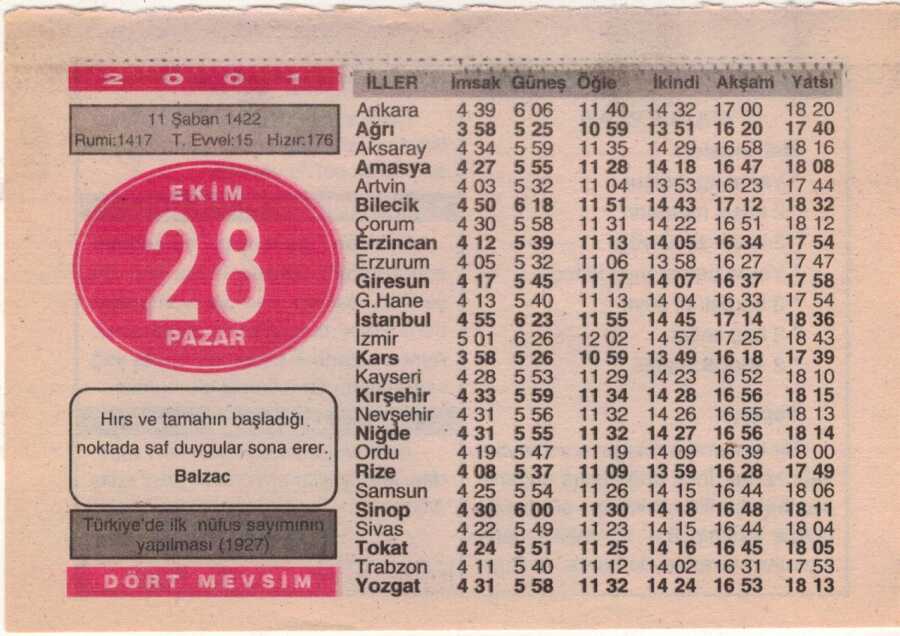 2001
11 Şaban 1422
Rumi:1417 T. Evvel:15 Hızır:176
EKİM
28
PAZAR
Hırs ve tamahın başladığı
noktada saf duygular sona erer.
Balzac
Türkiye'de ilk nüfus sayımının
yapılması (1927)
DÖRT MEVSİM
İLLER İmsak Güneş Öğle İkindi Akşam Yatsı
Ankara 4 39 6 06 11 40 14 32 17 00 18 20
Ağrı 3 58 5 25 10 59 13 51 16 20 17 40
Aksaray 4 34 5 59 11 35 14 29 16 58 18 16
Amasya 4 27 5 55 11 28 14 18 16 47 18 08
Artvin 4 03 5 32 11 04 13 53 16 23 17 44
Bilecik 4 50 6 18 11 51 14 43 17 12 18 32
Çorum 4 30 5 58 11 31 14 22 16 51 18 12
Erzincan 4 12 5 39 11 13 14 05 16 34 17 54
Erzurum 4 05 5 32 11 06 13 58 16 27 17 47
Giresun 4 17 5 45 11 17 14 07 16 37 17 58
G.Hane 4 13 5 40 11 13 14 04 16 33 17 54
İstanbul 4 55 6 23 11 55 14 45 17 14 18 36
İzmir 5 01 6 26 12 02 14 57 17 25 18 43
Kars 3 58 5 26 10 59 13 49 16 18 17 39
Kayseri 4 28 5 53 11 29 14 23 16 52 18 10
Kırşehir 4 33 5 59 11 34 14 28 16 56 18 15
Nevşehir 4 31 5 56 11 32 14 26 16 55 18 13
Niğde 4 31 5 55 11 32 14 27 16 56 18 14
Ordu 4 19 5 47 11 19 14 09 16 39 18 00
Rize 4 08 5 37 11 09 13 59 16 28 17 49
Samsun 4 25 5 54 11 26 14 15 16 44 18 06
Sinop 4 30 6 00 11 30 14 18 16 48 18 11
Sivas 4 22 5 49 11 23 14 15 16 44 18 04
Tokat 4 24 5 51 11 25 14 16 16 45 18 05
Trabzon 4 11 5 40 11 12 14 02 16 31 17 53
Yozgat 4 31 5 58 11 32 14 24 16 53 18 13